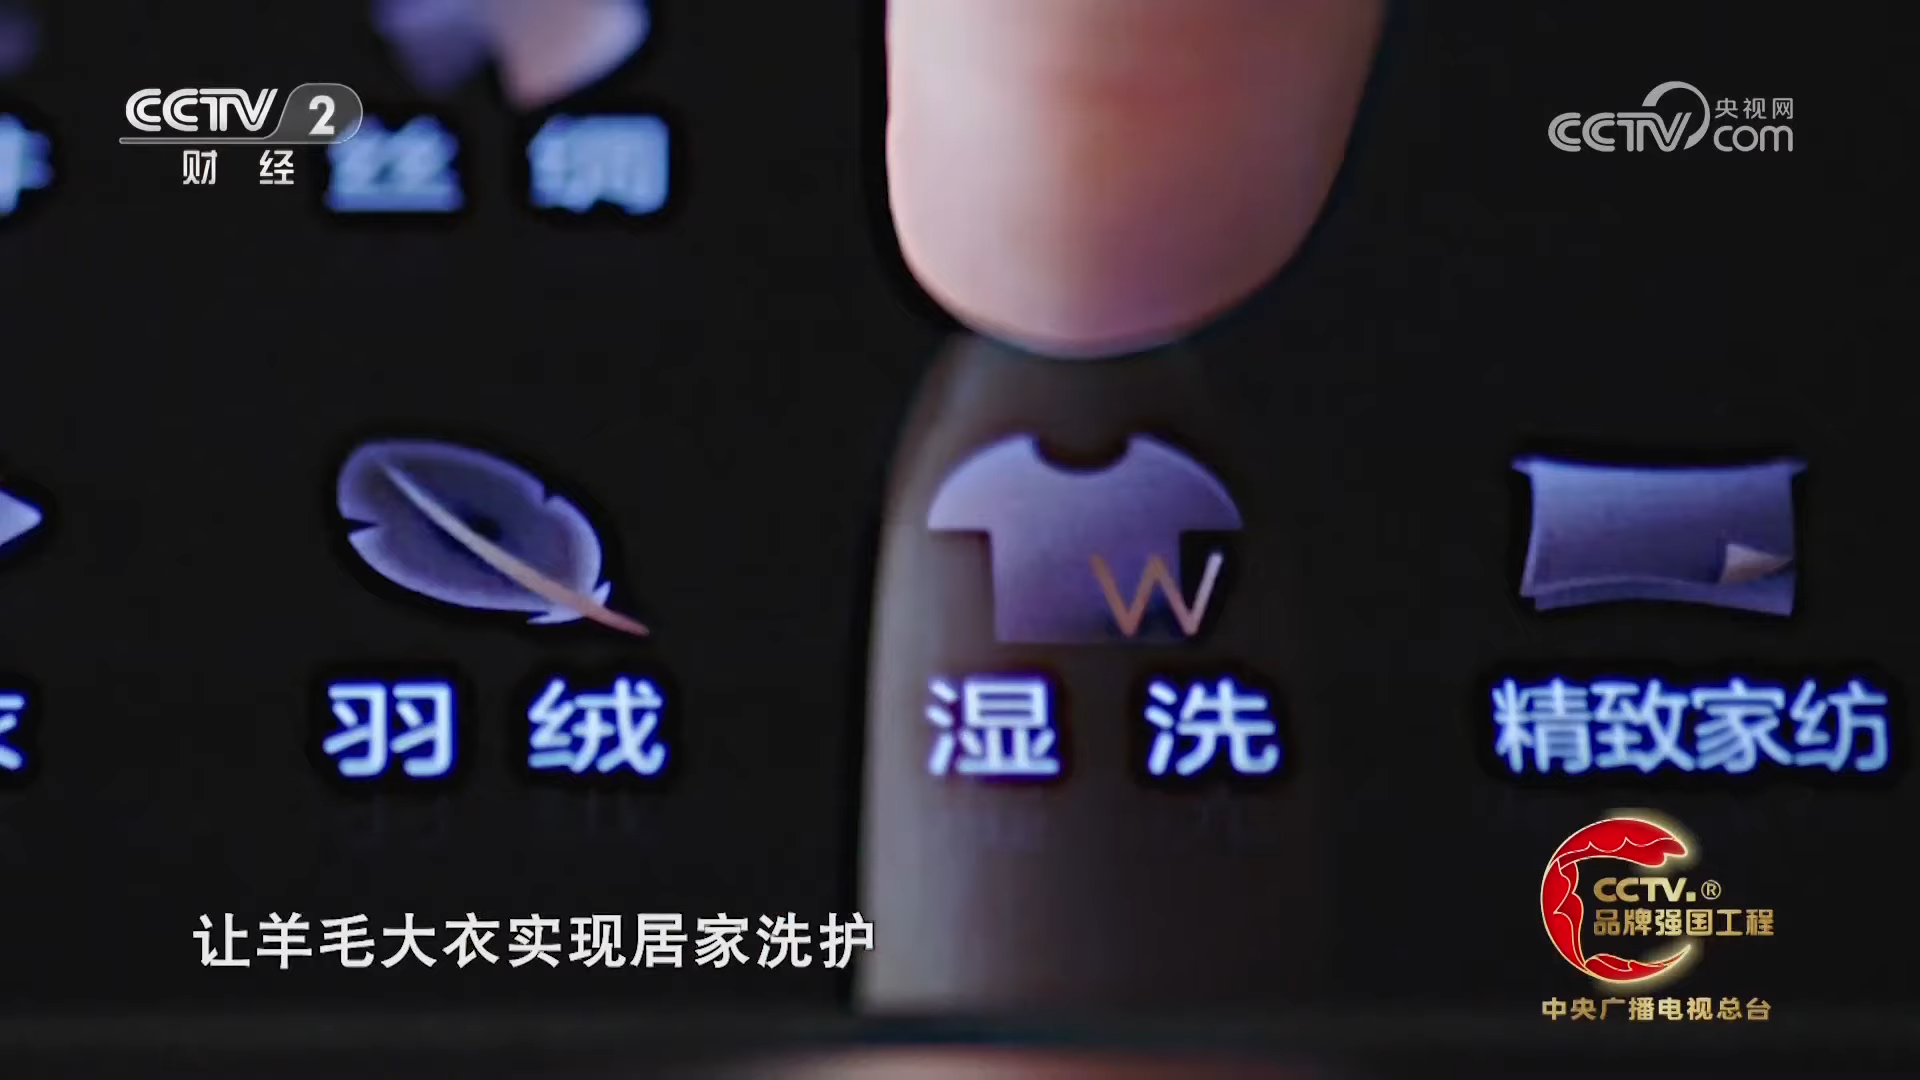 CCTV 2
财 经
央视网
CCTV com
丝 绸
W
羽 绒
湿 洗
精致家纺
CCTV.®
品牌强国工程
让羊毛大衣实现居家洗护
中央广播电视总台